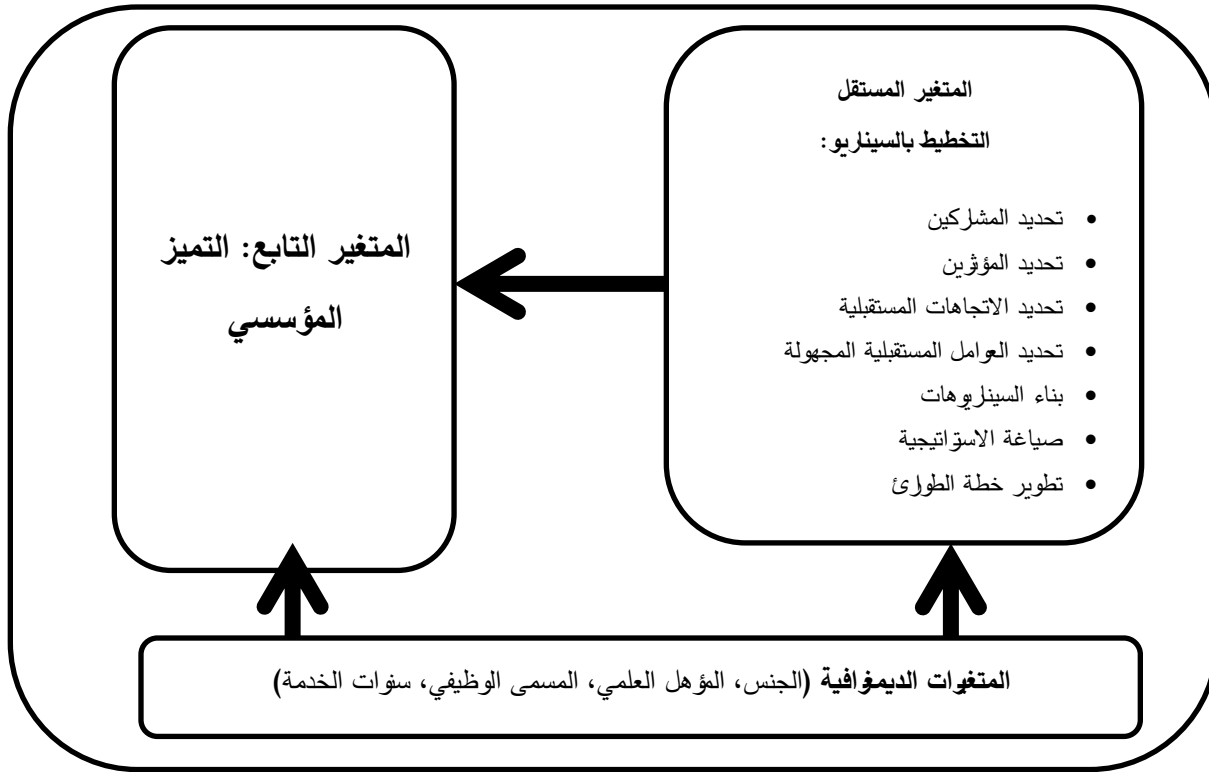 المتغير المستقل
التخطيط بالسيناريو:
• تحديد المشاركين
• تحديد المؤثرين
• تحديد الاتجاهات المستقبلية
• تحديد العوامل المستقبلية المجهولة
• بناء السيناريوهات
• صياغة الاستراتيجية
• تطوير خطة الطوارئ
المتغير التابع: التميز
المؤسسي
المتغيرات الديمغرافية (الجنس، المؤهل العلمي، المسمى الوظيفي، سنوات الخدمة)